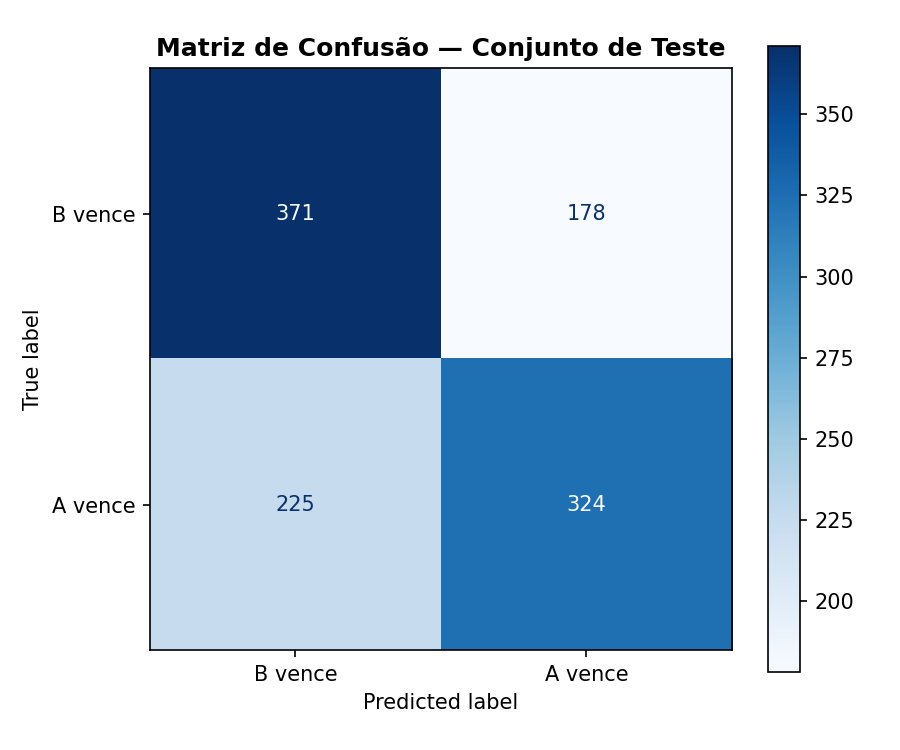 Matriz de Confusão — Conjunto de Teste
True label
B vence
371
178
A vence
225
324
B vence
A vence
Predicted label
350
325
300
275
250
225
200